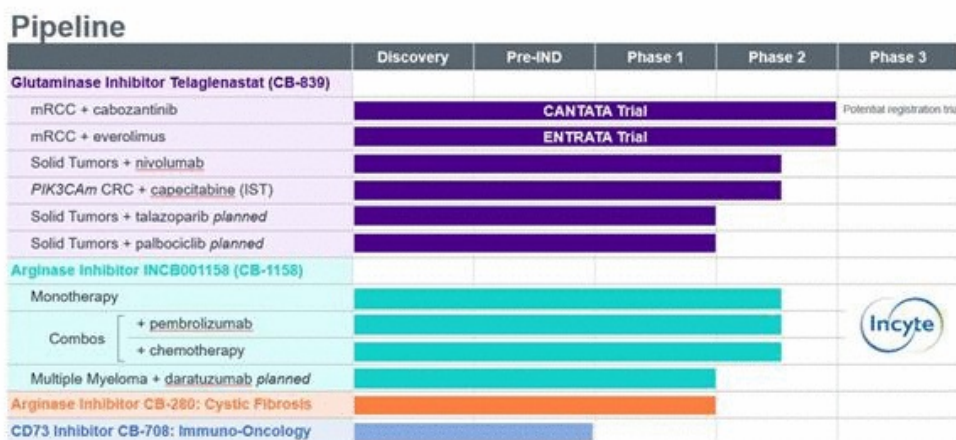 Pipeline
Discovery Pre-IND Phase 1 Phase 2 Phase 3
Glutaminase Inhibitor Telaglenastat (CB-839)
mRCC + cabozantinib CANTATA Trial Potential registration tria
mRCC + everolimus ENTRATA Trial
Solid Tumors + nivolumab
PIK3CAm CRC + capecitabine (IST)
Solid Tumors + talazoparib planned
Solid Tumors + palbociclib planned
Arginase Inhibitor INCB001158 (CB-1158)
Monotherapy
Combos
+ pembrolizumab
+ chemotherapy
Incyte
Multiple Myeloma + daratuzumab planned
Arginase Inhibitor CB-280: Cystic Fibrosis
CD73 Inhibitor CB-708: Immuno-Oncology